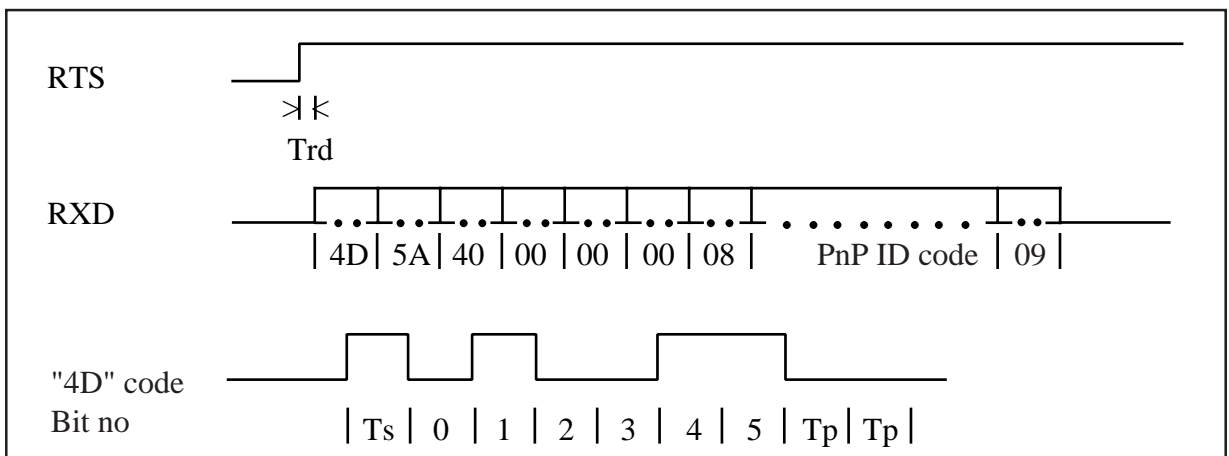 RTS
Trd
RXD
4D 5A 40 00 00 00 08 PnP ID code 09
"4D" code
Bit no
Ts 0 1 2 3 4 5 Tp Tp